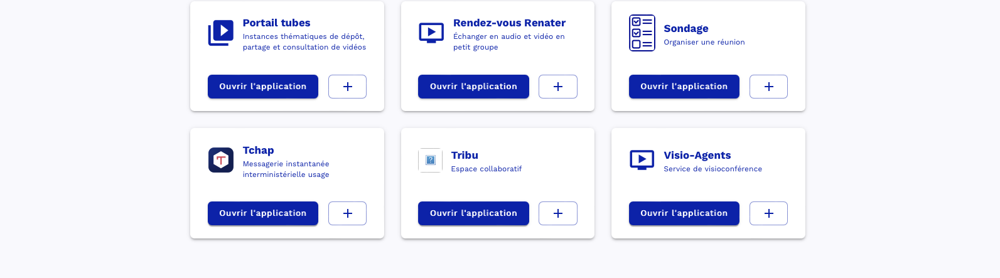 Portail tubes
Instances thématiques de dépôt,
partage et consultation de vidéos
Ouvrir l'application
+
Rendez-vous Renater
Échanger en audio et vidéo en
petit groupe
Ouvrir l'application
+
Sondage
Organiser une réunion
Ouvrir l'application
+
Tchap
Messagerie instantanée
interministérielle usage
Ouvrir l'application
+
Tribu
Espace collaboratif
Ouvrir l'application
+
Visio-Agents
Service de visioconférence
Ouvrir l'application
+